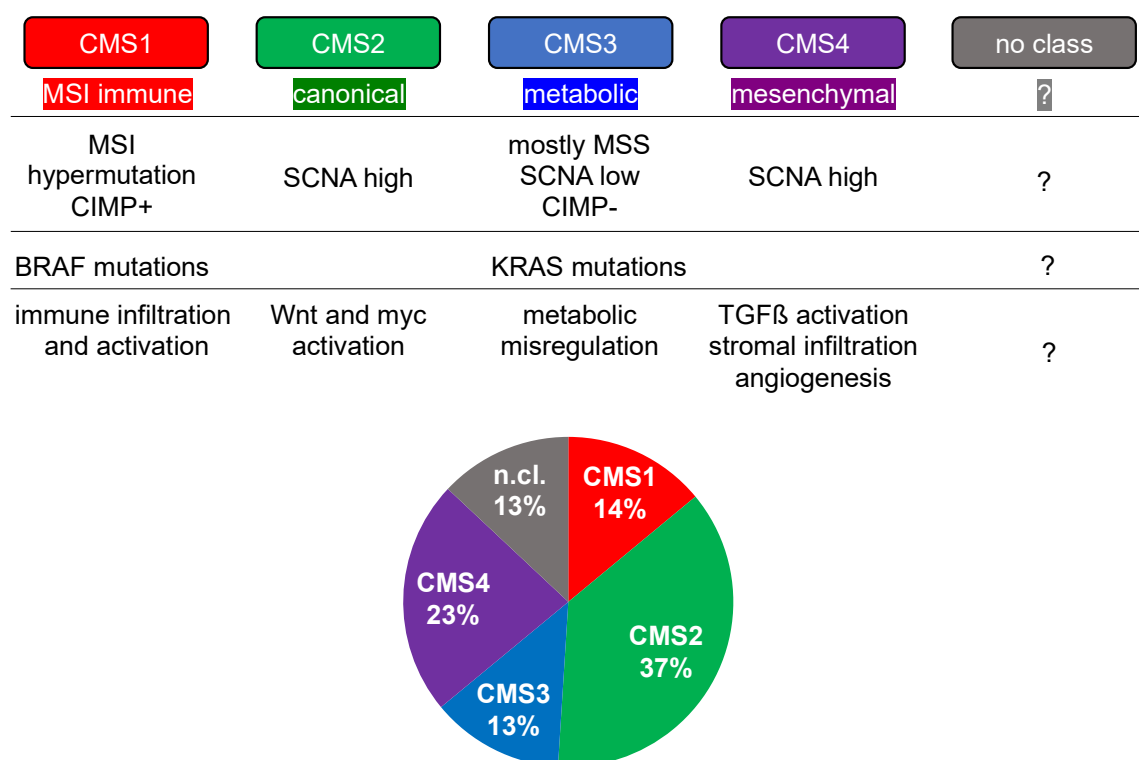 CMS1 CMS2 CMS3 CMS4 no class
MSI immune canonical metabolic mesenchymal ?
MSI
hypermutation
CIMP+
SCNA high
mostly MSS
SCNA low
CIMP-
SCNA high
?
BRAF mutations KRAS mutations ?
immune infiltration
and activation
Wnt and myc
activation
metabolic
misregulation
TGFß activation
stromal infiltration
angiogenesis
?
n.cl.
13%
CMS1
14%
CMS4
23%
CMS2
37%
CMS3
13%